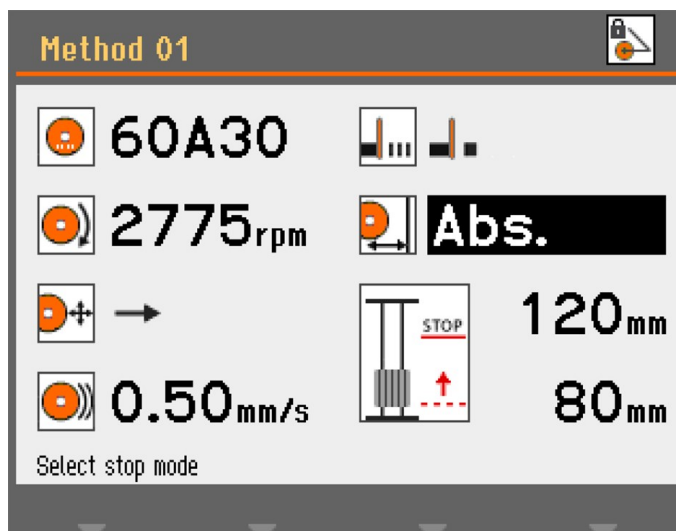 Method 01
60A30
2775rpm
Abs.
STOP
120mm
0.50mm/s
80mm
Select stop mode